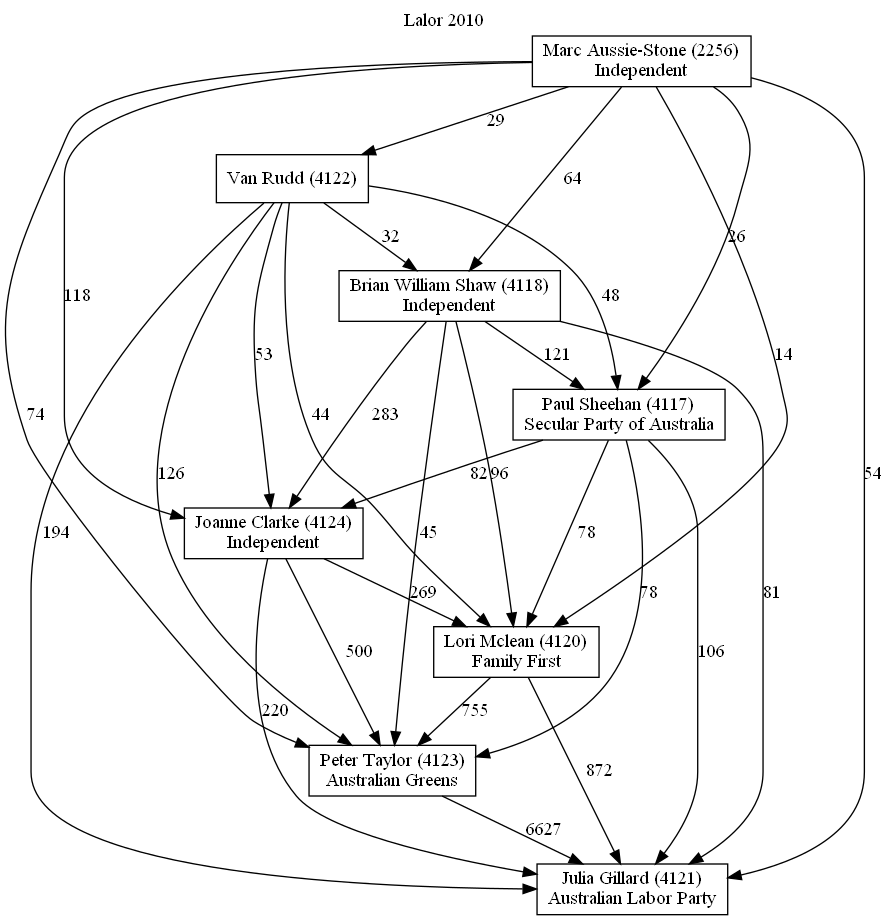 Lalor 2010
Marc Aussie-Stone (2256)
Independent
29
Van Rudd (4122)
64
32
26
Brian William Shaw (4118)
Independent
118
48
53
121
14
Paul Sheehan (4117)
Secular Party of Australia
74
44
283
126
82
96
54
Joanne Clarke (4124)
Independent
194
45
78
269
78
81
Lori Mclean (4120)
Family First
500
106
220
755
Peter Taylor (4123)
Australian Greens
872
6627
Julia Gillard (4121)
Australian Labor Party